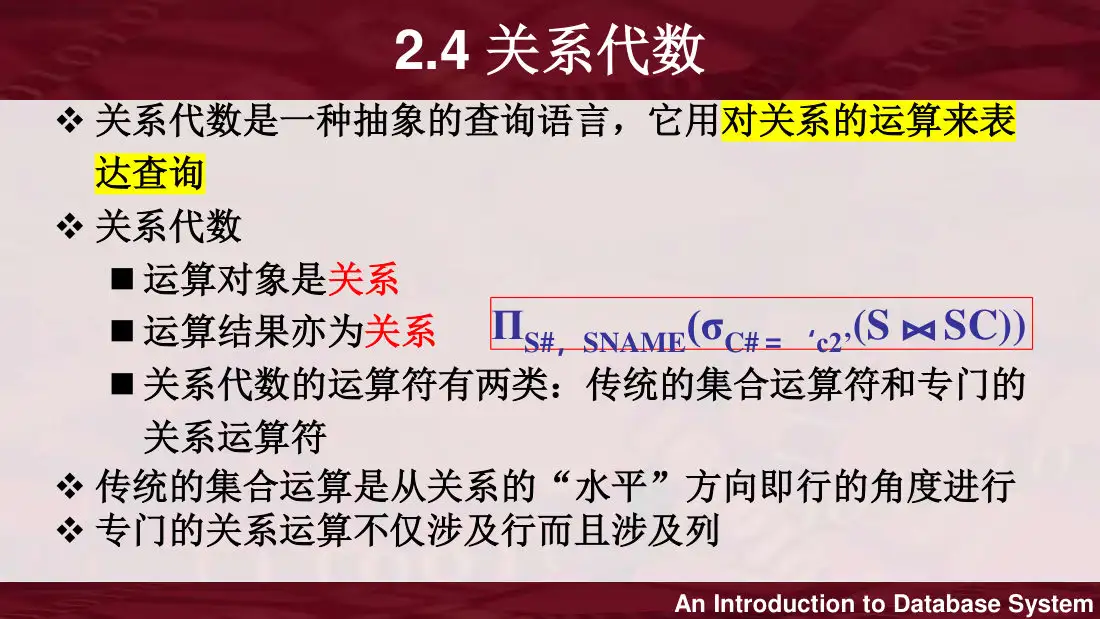 2.4 关系代数
❖ 关系代数是一种抽象的查询语言，它用对关系的运算来表
达查询
❖ 关系代数
■ 运算对象是关系
■ 运算结果亦为关系
Π S#，SNAME(σ C#＝‘c2’(S ⋈ SC))
■ 关系代数的运算符有两类：传统的集合运算符和专门的
关系运算符
❖ 传统的集合运算是从关系的“水平”方向即行的角度进行
❖ 专门的关系运算不仅涉及行而且涉及列
An Introduction to Database System